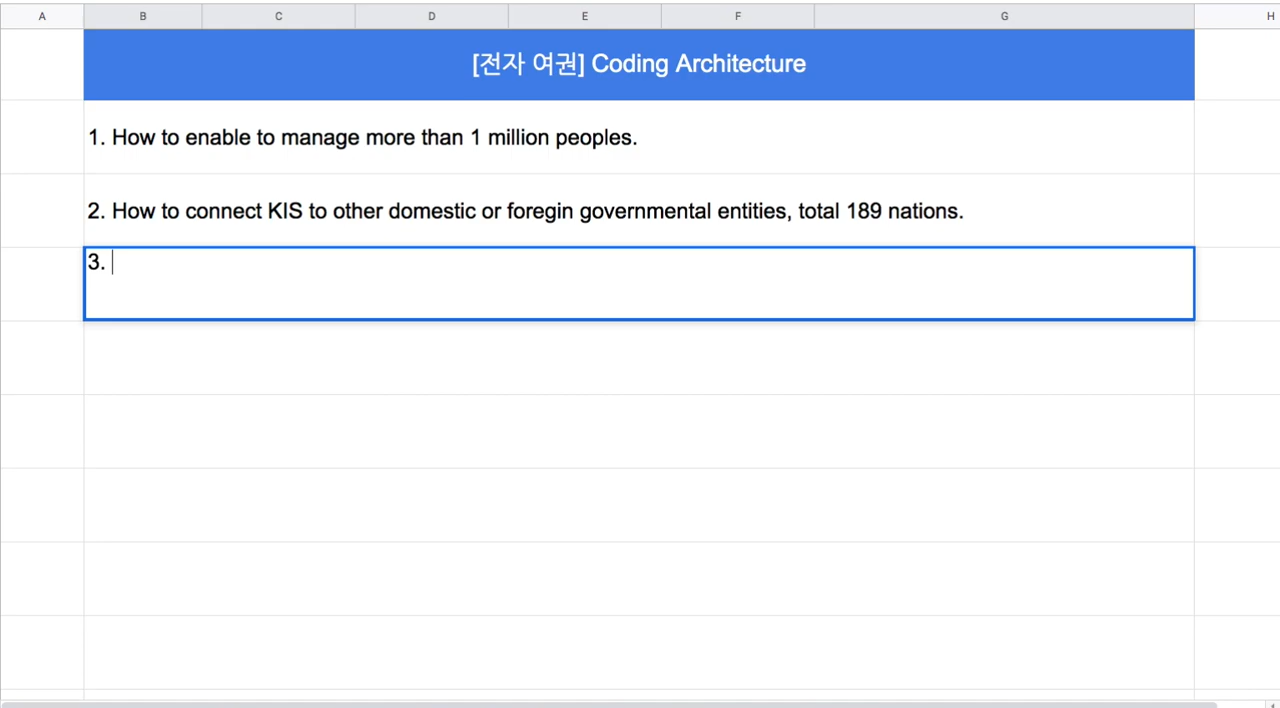 A B C D E F G H
[전자 여권] Coding Architecture
1. How to enable to manage more than 1 million peoples.
2. How to connect KIS to other domestic or foregin governmental entities, total 189 nations.
3.